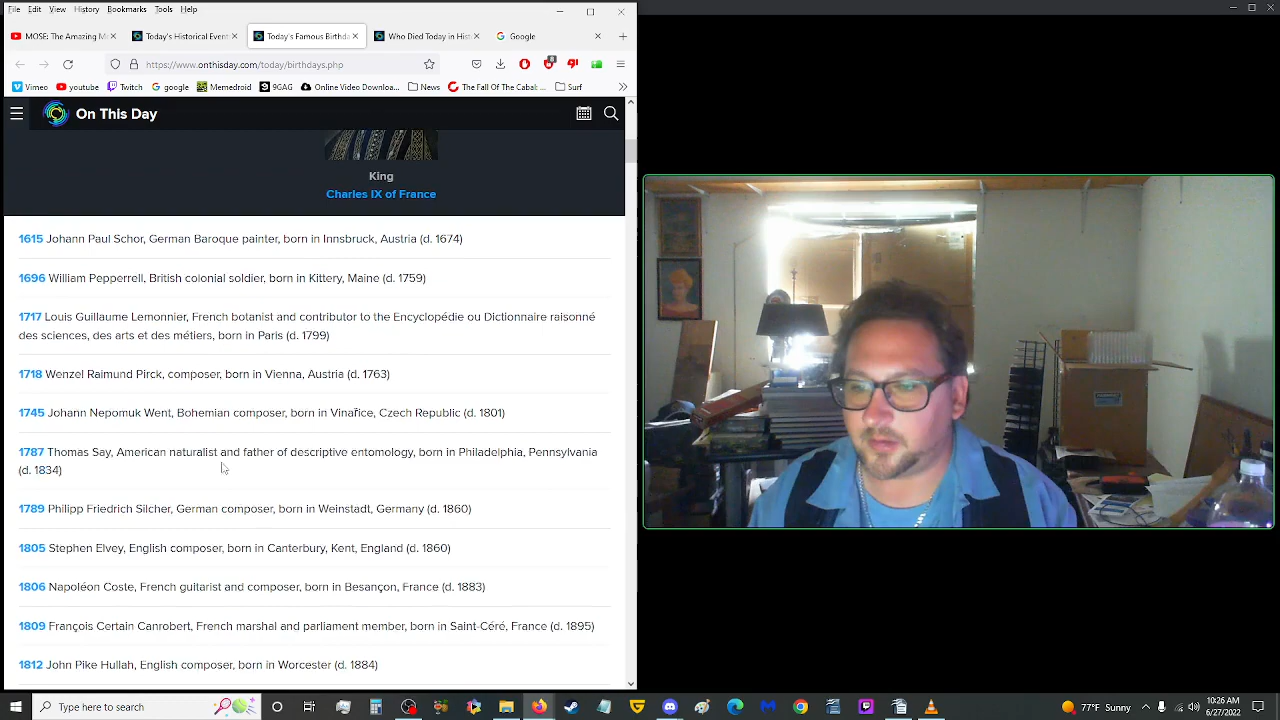 File Edit View History Bookmarks Tools Help
MOSE: The Amazing M Today's Historical Event Today's Famous Birthda Who Died Today in Hist Google
https://www.onthisday.com/today/birthdays.php
Vimeo youtube Twitch google Memedroid 9GAG Online Video Downloa... News The Fall Of The Cabal: ... Surf
On This Day
King
Charles IX of France
1615 Johann Paul Schor, German Baroque painter, born in Innsbruck, Austria (d. 1674)
1696 William Pepperrell, British colonial soldier, born in Kittery, Maine (d. 1759)
1717 Louis Guillaume Lemonnier, French botanist and contributor to the Encyclopédie ou Dictionnaire raisonné
des sciences, des arts et des métiers, born in Paris (d. 1799)
1718 Wenzel Raimund Pirck, composer, born in Vienna, Austria (d. 1763)
1745 Johann Nepomuk Went, Bohemian composer, born in Vinařice, Czech Republic (d. 1801)
1787 Thomas Say, American naturalist and father of descriptive entomology, born in Philadelphia, Pennsylvania
(d. 1834)
1789 Philipp Friedrich Silcher, German composer, born in Weinstadt, Germany (d. 1860)
1805 Stephen Elvey, English composer, born in Canterbury, Kent, England (d. 1860)
1806 Napoléon Coste, French guitarist and composer, born in Besançon, France (d. 1883)
1809 François Certain Canrobert, French marshal and parliament member, born in Saint-Céré, France (d. 1895)
1812 John Pike Hullah, English composer, born in Worcester (d. 1884)
Type here to search
77°F Sunny
10:26 AM
6/27/2022